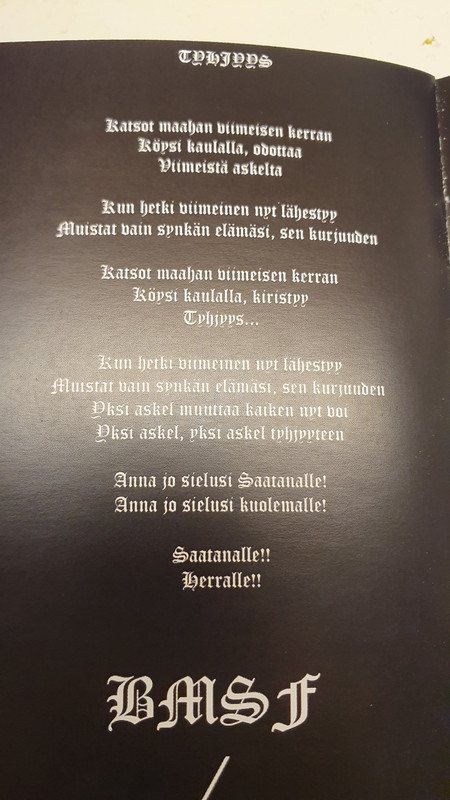 TYHJYYS
Katsot maahan viimeisen kerran
Köysi kaulalla, odottaa
Viimeistä askelta
Kun hetki viimeinen nyt lähestyy
Muistat vain synkän elämäsi, sen kurjuuden
Katsot maahan viimeisen kerran
Köysi kaulalla, kiristyy
Tyhjyys...
Kun hetki viimeinen nyt lähestyy
Muistat vain synkän elämäsi, sen kurjuuden
Yksi askel muuttaa kaiken nyt voi
Yksi askel, yksi askel tyhjyyteen
Anna jo sielusi Saatanalle!
Anna jo sielusi kuolemalle!
Saatanalle!!
Herralle!!
BMSF